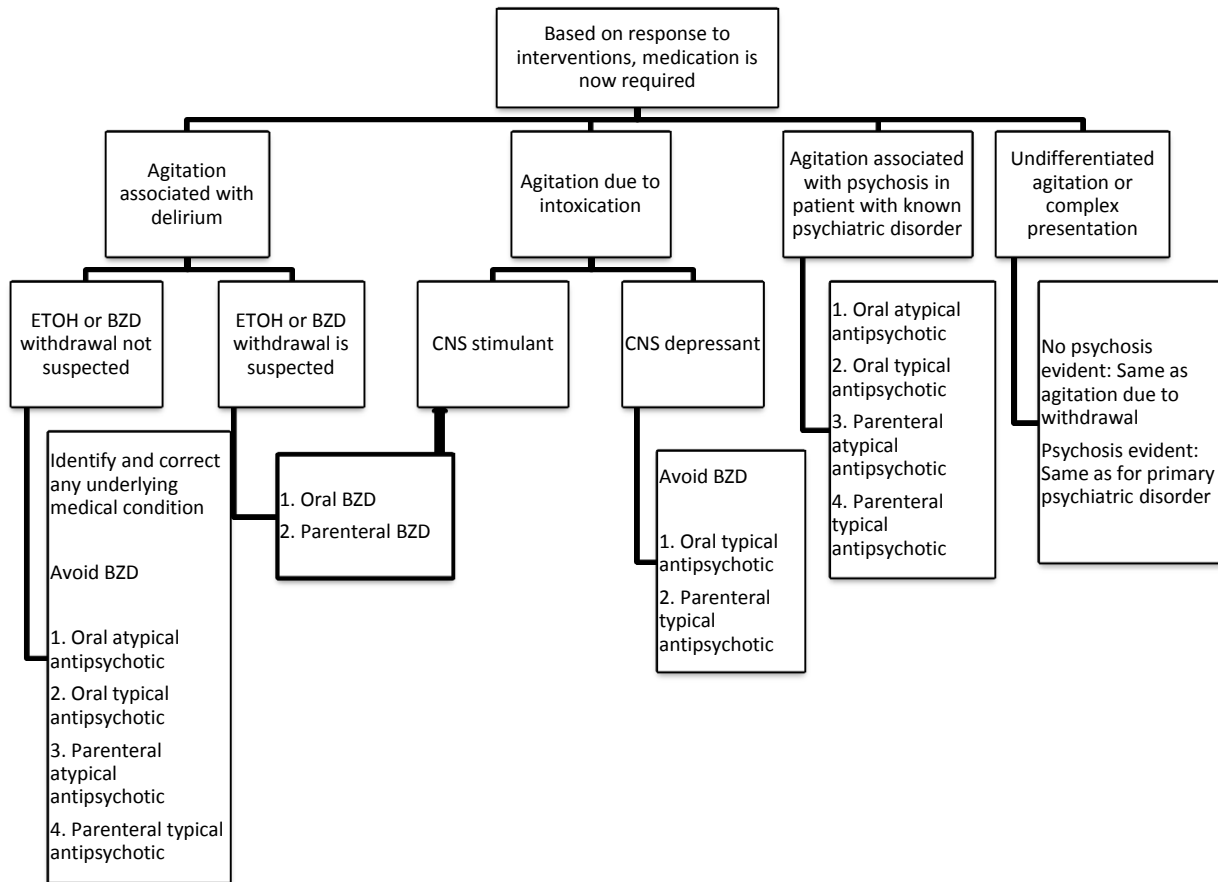 Based on response to
interventions, medication is
now required
Agitation
associated with
delirium
Agitation due to
intoxication
Agitation associated
with psychosis in
patient with known
psychiatric disorder
Undifferentiated
agitation or
complex
presentation
ETOH or BZD
withdrawal not
suspected
ETOH or BZD
withdrawal is
suspected
CNS stimulant
CNS depressant
1. Oral atypical
antipsychotic
2. Oral typical
antipsychotic
3. Parenteral
atypical
antipsychotic
4. Parenteral
typical
antipsychotic
No psychosis
evident: Same as
agitation due to
withdrawal
Psychosis evident:
Same as for primary
psychiatric disorder
Identify and correct
any underlying
medical condition
Avoid BZD
1. Oral atypical
antipsychotic
2. Oral typical
antipsychotic
3. Parenteral
atypical
antipsychotic
4. Parenteral typical
antipsychotic
1. Oral BZD
2. Parenteral BZD
Avoid BZD
1. Oral typical
antipsychotic
2. Parenteral
typical
antipsychotic